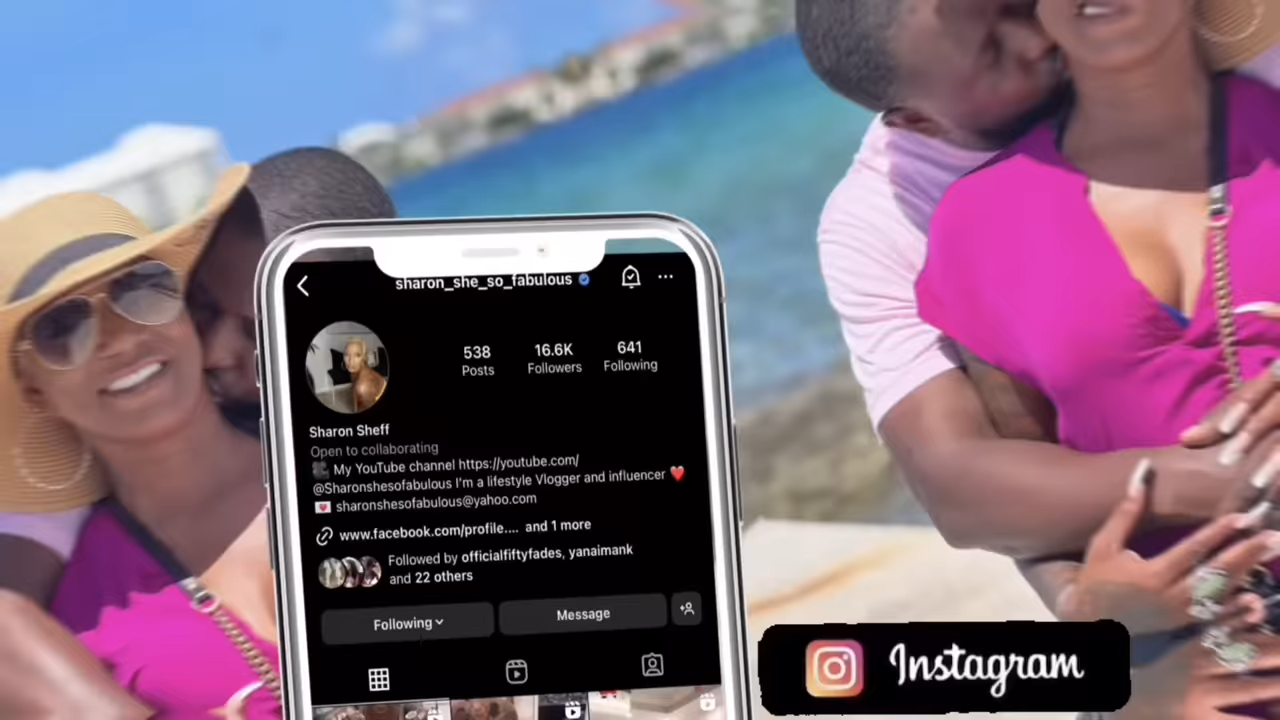 sharon_she_so_fabulous
538 16.6K 641
Posts Followers Following
Sharon Sheff
Open to collaborating
My YouTube channel https://youtube.com/
@Sharonshesofabulous I'm a lifestyle Vlogger and influencer ❤️
💌 sharonshesofabulous@yahoo.com
www.facebook.com/profile.... and 1 more
Followed by officialfiftyfades, yanaimank
and 22 others
Following Message
Instagram